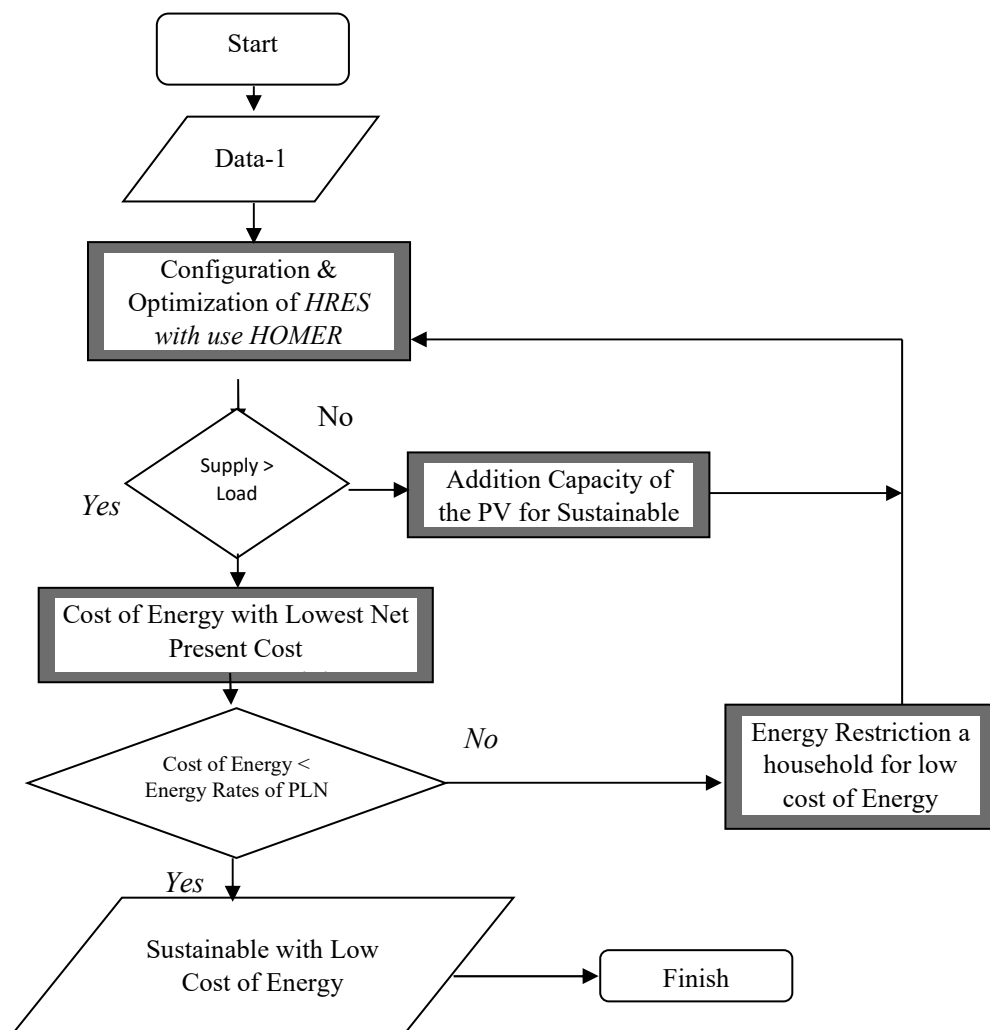 Start
Data-1
Configuration &
Optimization of HRES
with use HOMER
No
Supply >
Load
Yes
Addition Capacity of
the PV for Sustainable
Cost of Energy with Lowest Net
Present Cost
Cost of Energy <
Energy Rates of PLN
No
Energy Restriction a
household for low
cost of Energy
Yes
Sustainable with Low
Cost of Energy
Finish